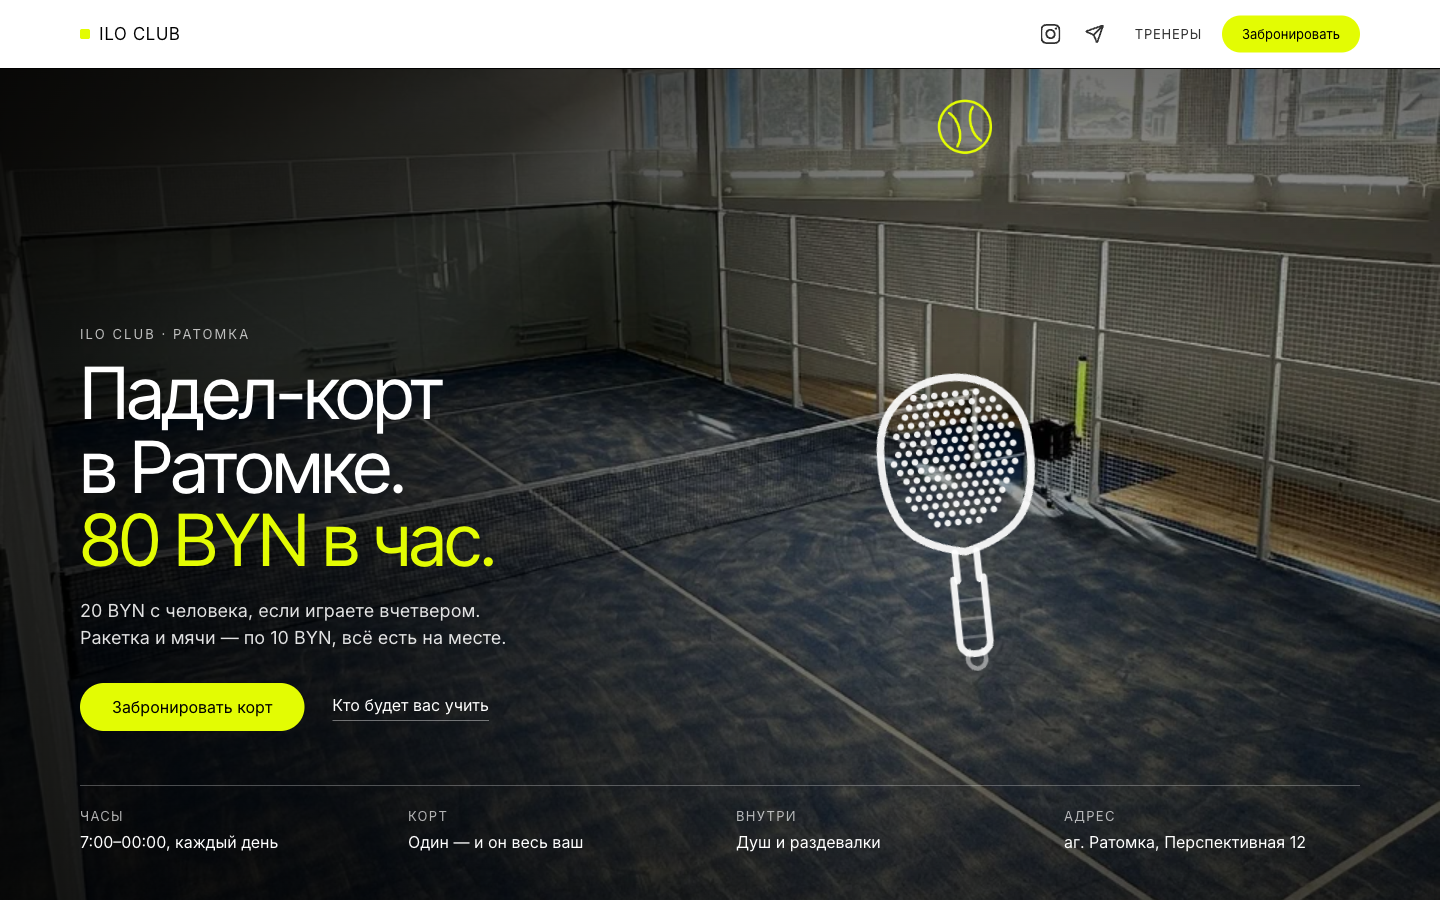 ILO CLUB
ТРЕНЕРЫ
Забронировать
ILO CLUB · РАТОМКА
Падел-корт
в Ратомке.
80 BYN в час.
20 BYN с человека, если играете вчетвером.
Ракетка и мячи — по 10 BYN, всё есть на месте.
Забронировать корт
Кто будет вас учить
ЧАСЫ
7:00–00:00, каждый день
КОРТ
Один — и он весь ваш
ВНУТРИ
Душ и раздевалки
АДРЕС
аг. Ратомка, Перспективная 12